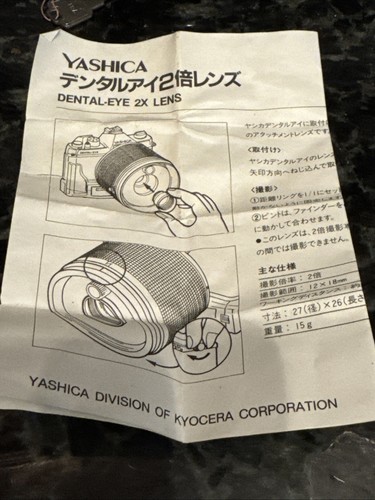 YASHICA
デンタルアイ2倍レンズ
DENTAL-EYE 2X LENS
ヤシカデンタルアイに取付け
のアタッチメントレンズです
〈取付け〉
ヤシカデンタルアイのレンズ
矢印方向へねじ込んで取
〈撮影〉
①距離リングを1/1にセッ
②ピントは、ファインダーを
に動かして合わせます。
●このレンズは、2倍撮影
の間では撮影できません。
主な仕様
撮影倍率：2倍
撮影範囲：12×18mm
寸法：27(径)×26(長さ
重量：15g
YASHICA DIVISION OF KYOCERA CORPORATION